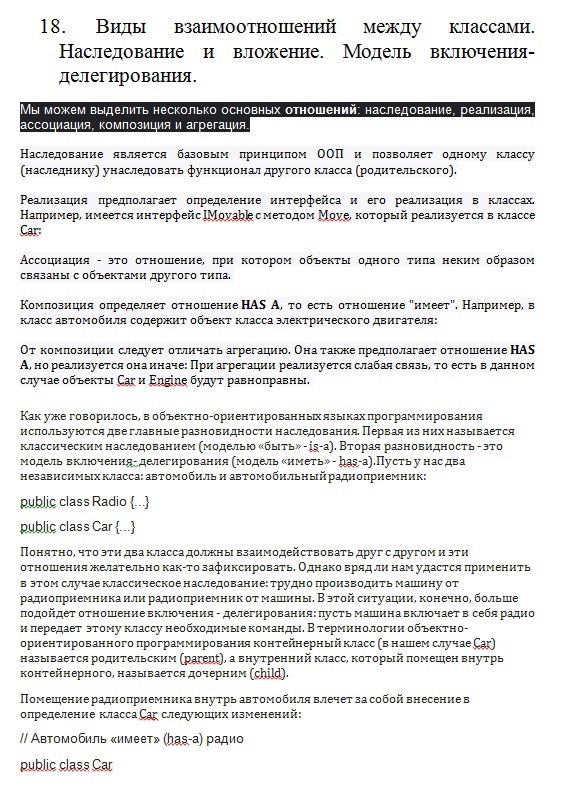 18. Виды взаимоотношений между классами.
Наследование и вложение. Модель включения-
делегирования.
Мы можем выделить несколько основных отношений: наследование, реализация,
ассоциация, композиция и агрегация.
Наследование является базовым принципом ООП и позволяет одному классу
(наследнику) унаследовать функционал другого класса (родительского).
Реализация предполагает определение интерфейса и его реализация в классах.
Например, имеется интерфейс IMovable с методом Move, который реализуется в классе
Car:
Ассоциация - это отношение, при котором объекты одного типа неким образом
связаны с объектами другого типа.
Композиция определяет отношение HAS A, то есть отношение "имеет". Например, в
класс автомобиля содержит объект класса электрического двигателя:
От композиции следует отличать агрегацию. Она также предполагает отношение HAS
A, но реализуется она иначе: При агрегации реализуется слабая связь, то есть в данном
случае объекты Car и Engine будут равноправны.
Как уже говорилось, в объектно-ориентированных языках программирования
используются две главные разновидности наследования. Первая из них называется
классическим наследованием (моделью «быть» - is-a). Вторая разновидность - это
модель включения- делегирования (модель «иметь» - has-a).Пусть у нас два
независимых класса: автомобиль и автомобильный радиоприемник:
public class Radio {...}
public class Car {...}
Понятно, что эти два класса должны взаимодействовать друг с другом и эти
отношения желательно как-то зафиксировать. Однако вряд ли нам удастся применить
в этом случае классическое наследование: трудно производить машину от
радиоприемника или радиоприемник от машины. В этой ситуации, конечно, больше
подойдет отношение включения - делегирования: пусть машина включает в себя радио
и передает этому классу необходимые команды. В терминологии объектно-
ориентированного программирования контейнерный класс (в нашем случае Car)
называется родительским (parent), а внутренний класс, который помещен внутрь
контейнерного, называется дочерним (child).
Помещение радиоприемника внутрь автомобиля влечет за собой внесение в
определение класса Car следующих изменений:
// Автомобиль «имеет» (has-a) радио
public class Car